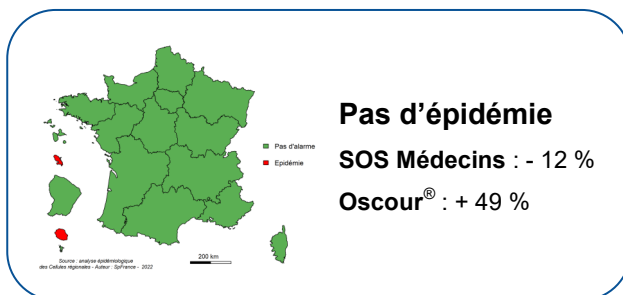 Pas d'alarme
Epidémie
200 km
Source : analyse épidémiologique
des Cellules régionales - Auteur : SpFrance - 2022
Pas d’épidémie
SOS Médecins : - 12 %
Oscour® : + 49 %